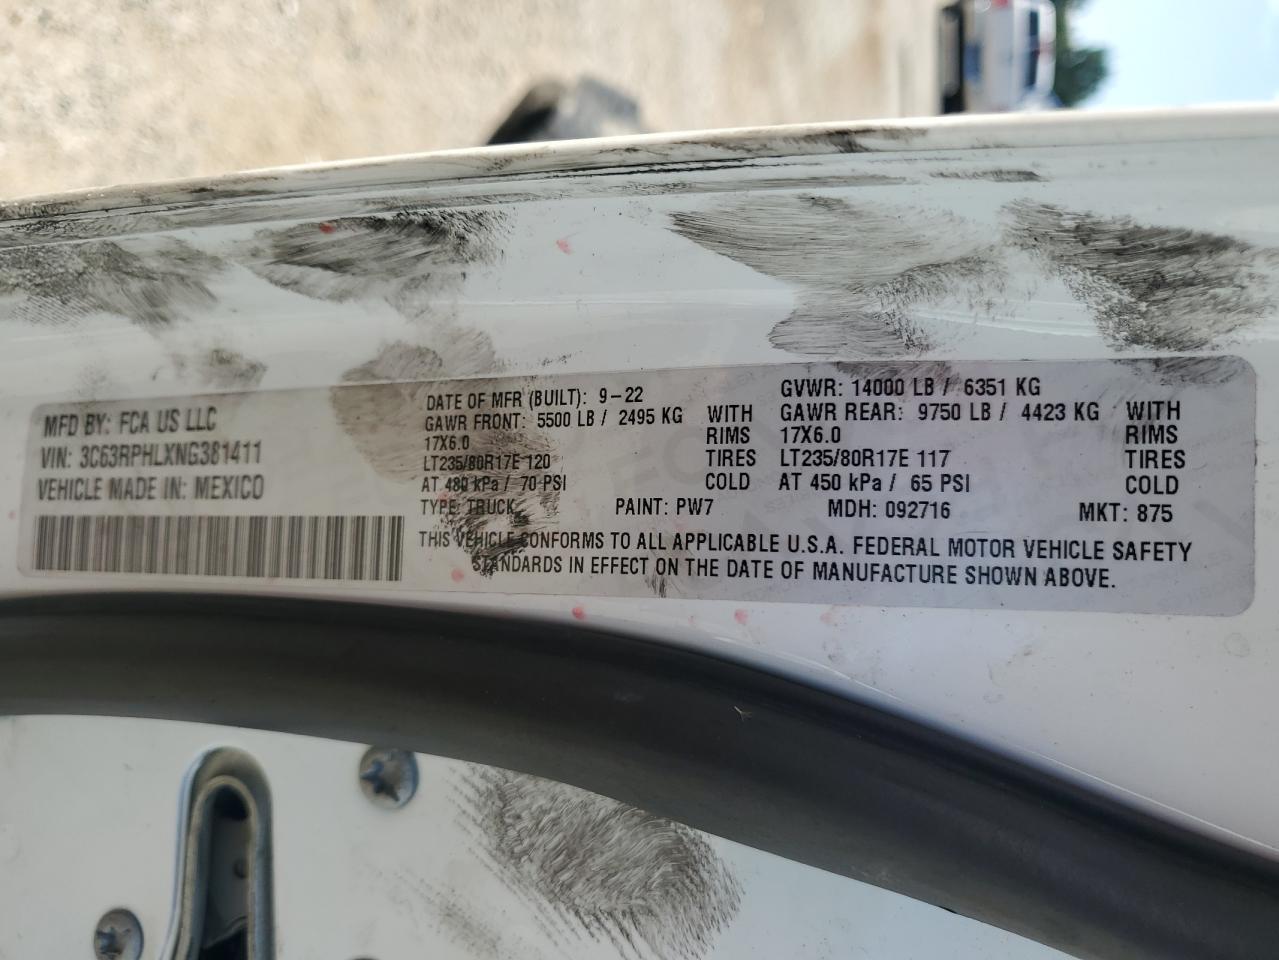 MFD BY: FCA US LLC
VIN: 3C63RPHLXNG381411
VEHICLE MADE IN: MEXICO
DATE OF MFR (BUILT): 9-22 GVWR: 14000 LB / 6351 KG
GAWR FRONT: 5500 LB / 2495 KG WITH GAWR REAR: 9750 LB / 4423 KG WITH
17X6.0 RIMS 17X6.0 RIMS
LT235/80R17E 120 TIRES LT235/80R17E 117 TIRES
AT 480 kPa / 70 PSI COLD AT 450 kPa / 65 PSI COLD
TYPE: TRUCK PAINT: PW7 MDH: 092716 MKT: 875
THIS VEHICLE CONFORMS TO ALL APPLICABLE U.S.A. FEDERAL MOTOR VEHICLE SAFETY
STANDARDS IN EFFECT ON THE DATE OF MANUFACTURE SHOWN ABOVE.